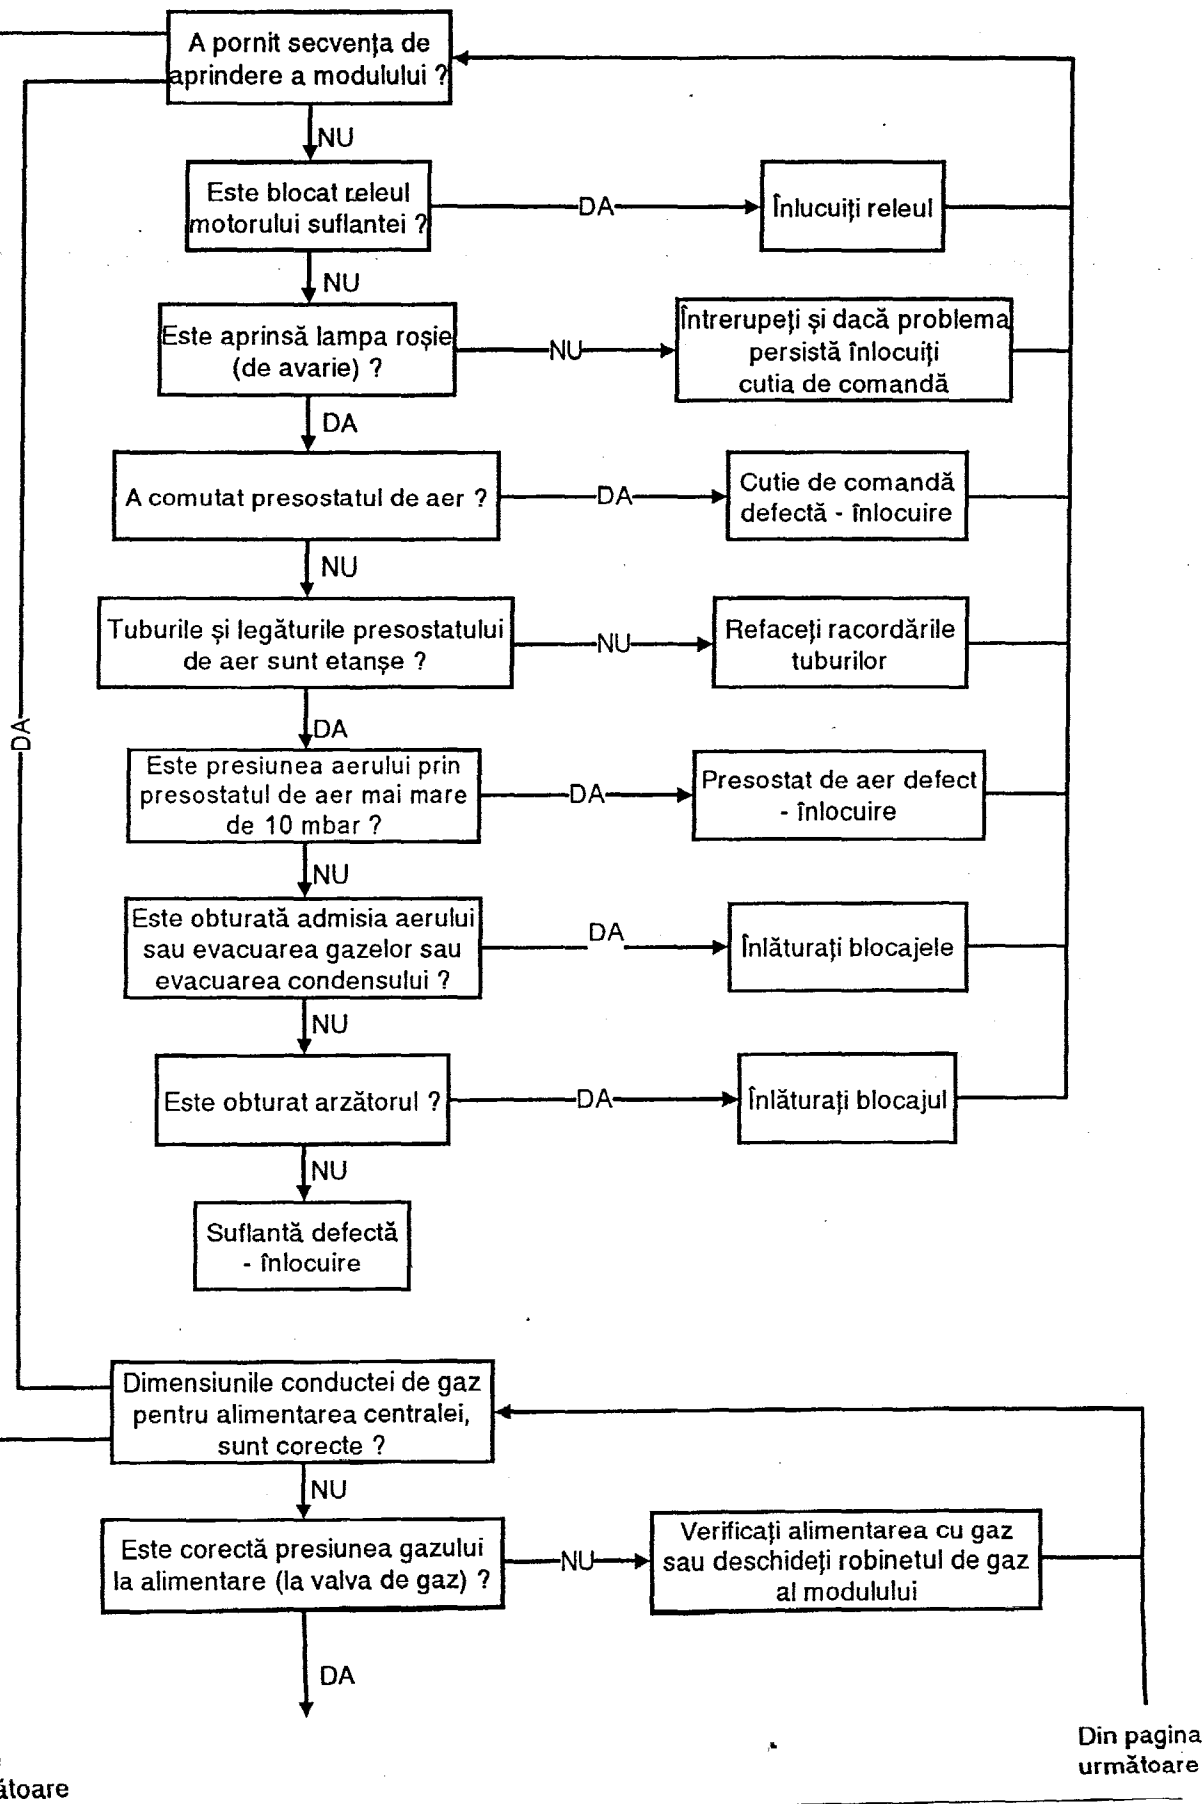 A pornit secvența de
aprindere a modulului ?
NU
Este blocat releul
motorului suflantei ?
DA
Înlucuiți releul
NU
Este aprinsă lampa roșie
(de avarie) ?
NU
Întrerupeți și dacă problema
persistă înlocuiți
cutia de comandă
DA
A comutat presostatul de aer ?
DA
Cutie de comandă
defectă - înlocuire
NU
Tuburile și legăturile presostatului
de aer sunt etanșe ?
NU
Refaceți racordările
tuburilor
DA
DA
Este presiunea aerului prin
presostatul de aer mai mare
de 10 mbar ?
DA
Presostat de aer defect
- înlocuire
NU
Este obturată admisia aerului
sau evacuarea gazelor sau
evacuarea condensului ?
DA
Înlăturați blocajele
NU
Este obturat arzătorul ?
DA
Înlăturați blocajul
NU
Suflantă defectă
- înlocuire
Dimensiunile conductei de gaz
pentru alimentarea centralei,
sunt corecte ?
NU
Este corectă presiunea gazului
la alimentare (la valva de gaz) ?
NU
Verificați alimentarea cu gaz
sau deschideți robinetul de gaz
al modulului
DA
Din pagina
următoare
ătoare